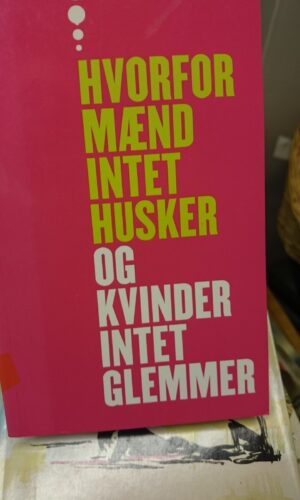 HVORFOR
MÆND
INTET
HUSKER
OG
KVINDER
INTET
GLEMMER